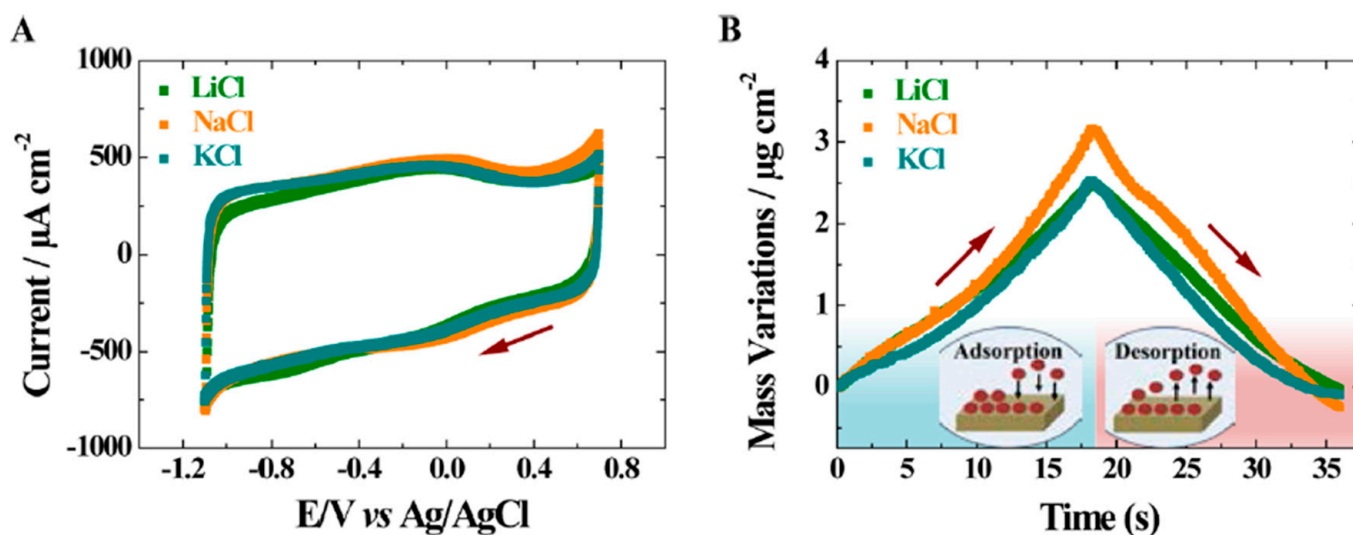 A
1000
500
0
-500
-1000
LiCl
NaCl
KCl
-1.2
-0.8
-0.4
0.0
0.4
0.8
Current / µA cm⁻²
E/V vs Ag/AgCl
B
4
3
2
1
0
LiCl
NaCl
KCl
Adsorption
Desorption
0
5
10
15
20
25
30
35
Mass Variations / µg cm⁻²
Time (s)